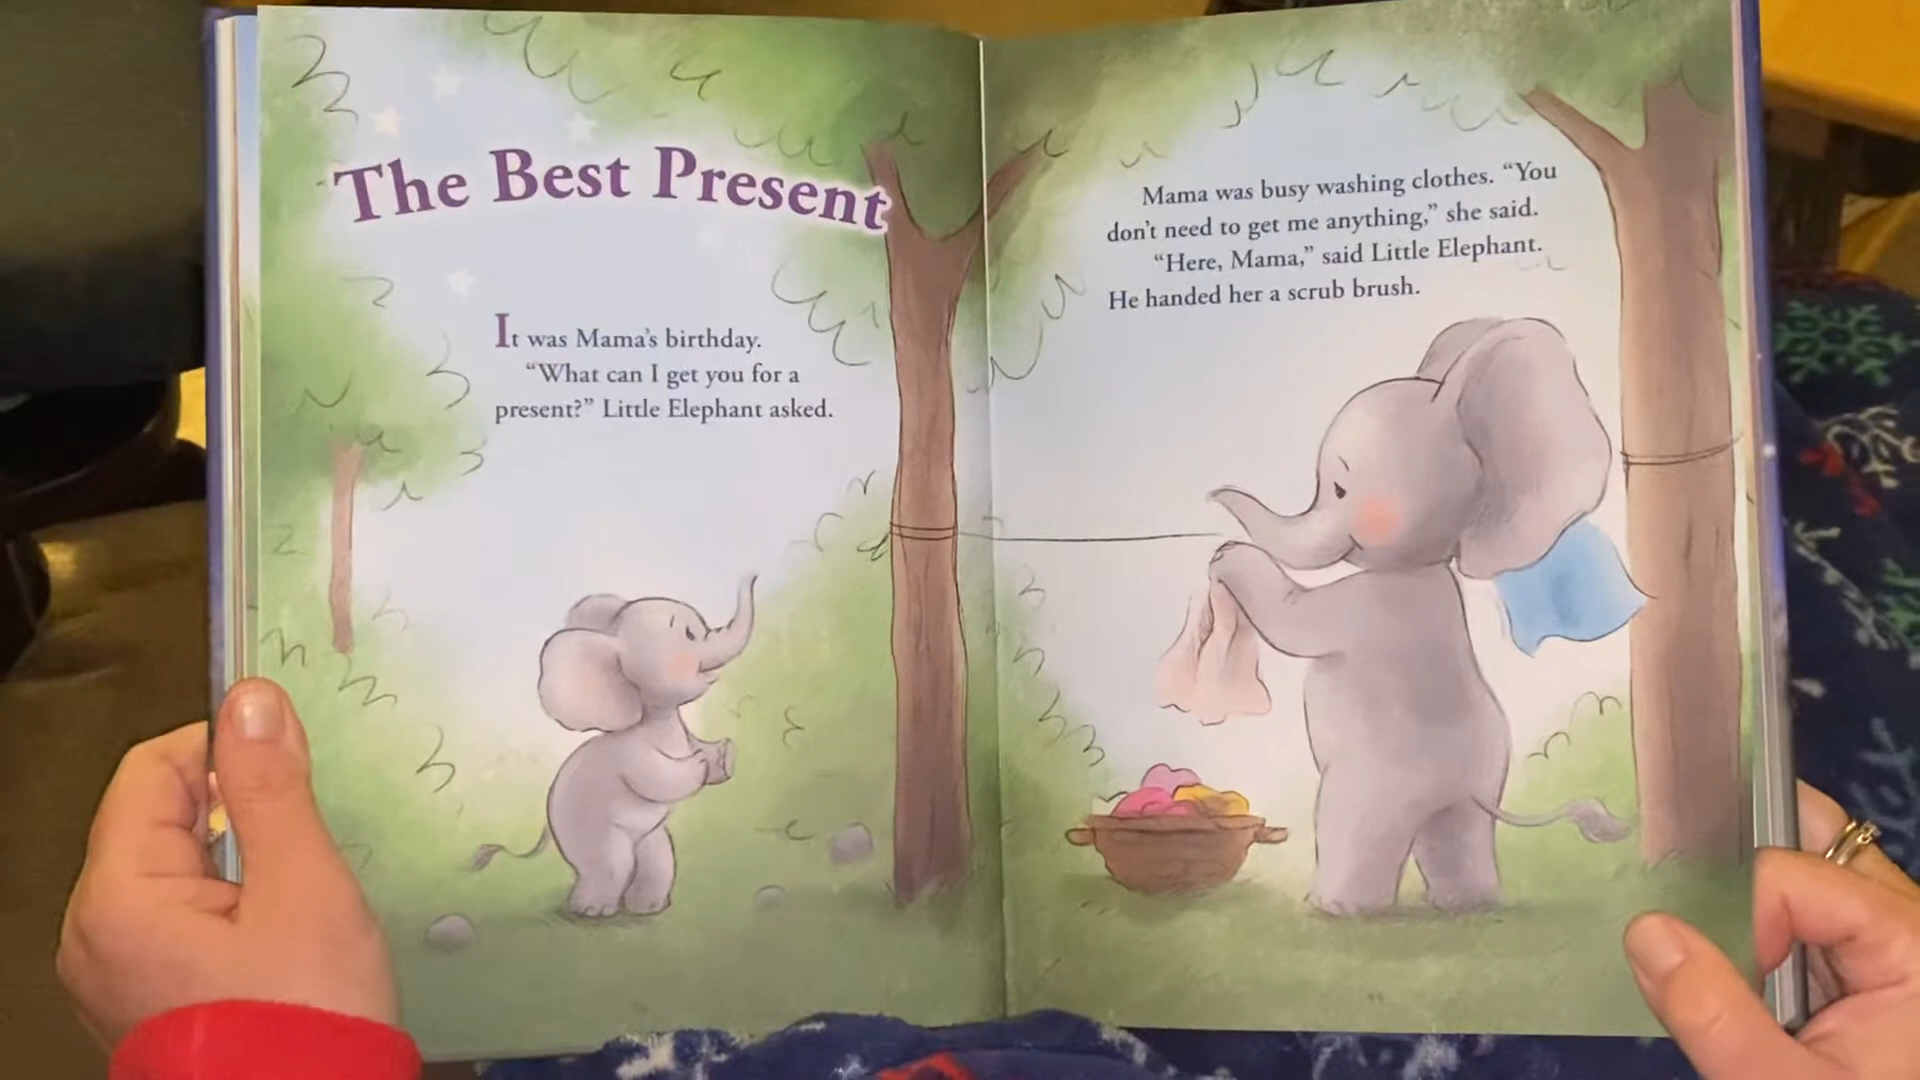 The Best Present
It was Mama's birthday.
“What can I get you for a
present?” Little Elephant asked.
Mama was busy washing clothes. “You
don't need to get me anything,” she said.
“Here, Mama,” said Little Elephant.
He handed her a scrub brush.